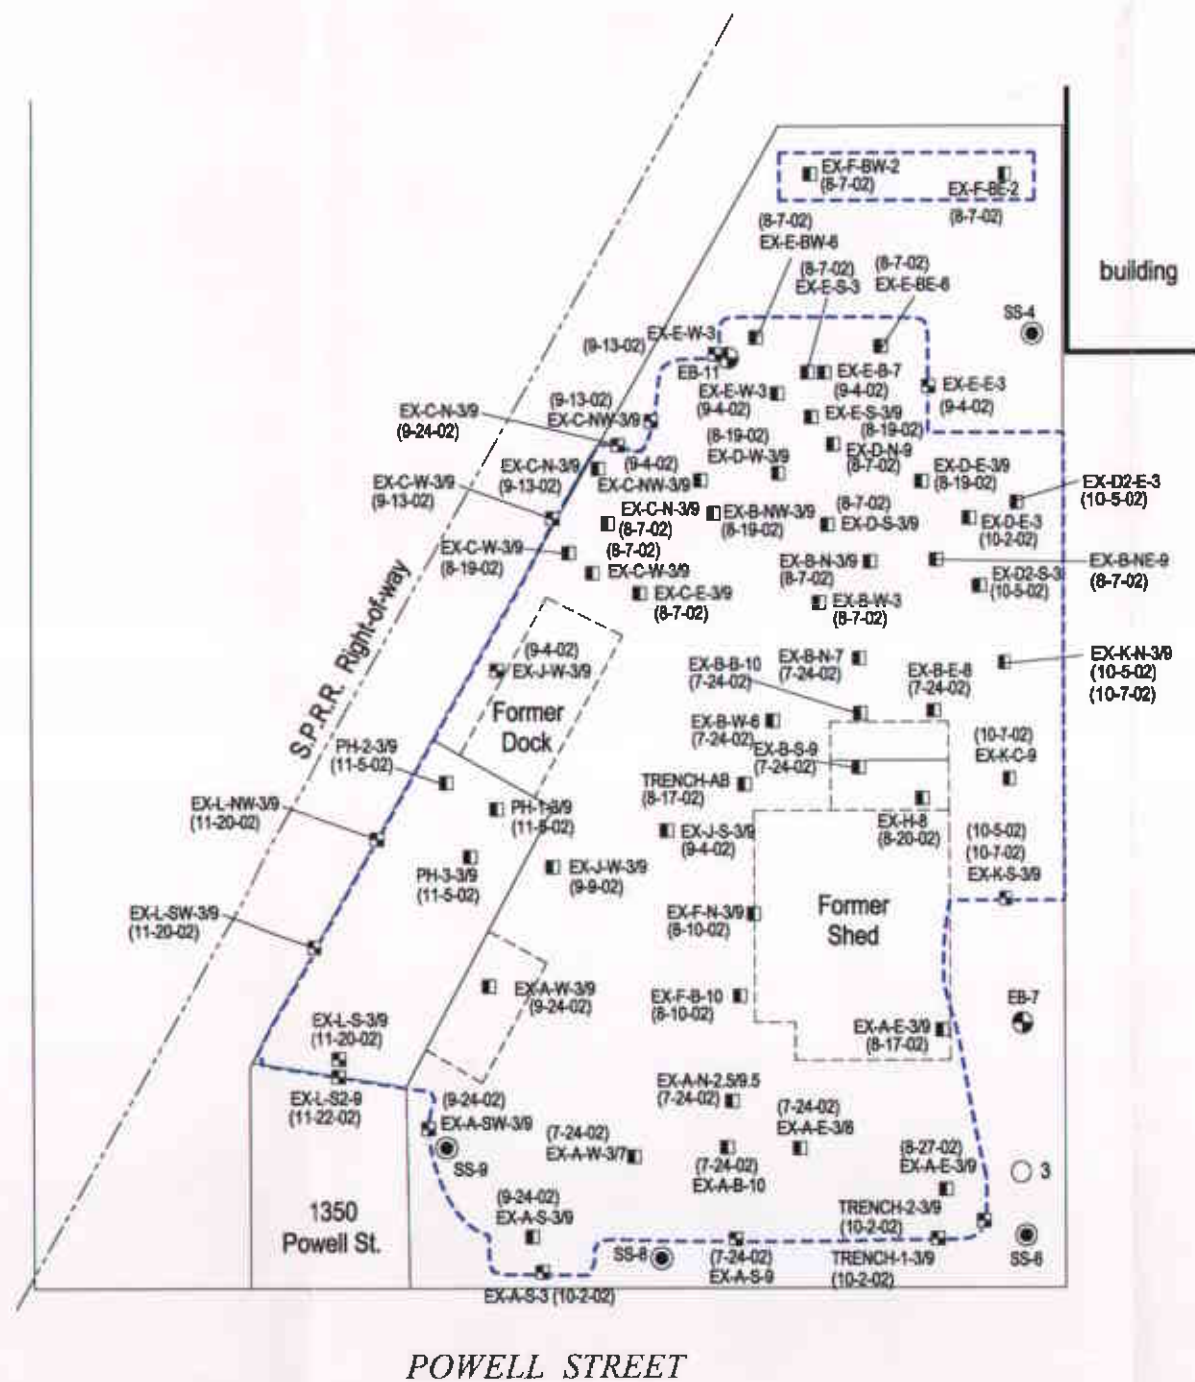 EX-F-BW-2
(8-7-02)
EX-F-BE-2
(8-7-02)
(8-7-02)
EX-E-BW-6
(8-7-02)
EX-E-S-3
(8-7-02)
EX-E-BE-6
building
SS-4
EX-E-W-3
(9-13-02)
EB-11
EX-E-B-7
(9-4-02)
EX-E-W-3
(9-4-02)
EX-E-E-3
(9-4-02)
EX-E-S-3/9
(8-19-02)
(9-13-02)
EX-C-NW-3/9
EX-C-N-3/9
(9-24-02)
(8-19-02)
EX-D-W-3/9
EX-D-N-9
(8-7-02)
EX-C-N-3/9
(9-13-02)
(9-4-02)
EX-C-NW-3/9
EX-D-E-3/9
(8-19-02)
EX-C-W-3/9
(9-13-02)
EX-D2-E-3
(10-5-02)
EX-C-N-3/9
(8-7-02)
(8-7-02)
EX-B-NW-3/9
(8-19-02)
(8-7-02)
EX-D-S-3/9
EX-D-E-3
(10-2-02)
EX-C-W-3/9
(8-19-02)
EX-C-W-3/9
EX-B-N-3/9
(8-7-02)
EX-B-NE-9
(8-7-02)
EX-D2-S-3
(10-5-02)
EX-C-E-3/9
(8-7-02)
EX-B-W-3
(8-7-02)
S.P.R.R. Right-of-way
(9-4-02)
EX-J-W-3/9
EX-B-B-10
(7-24-02)
EX-B-N-7
(7-24-02)
EX-B-E-8
(7-24-02)
EX-K-N-3/9
(10-5-02)
(10-7-02)
Former
Dock
EX-B-W-6
(7-24-02)
EX-B-S-9
(7-24-02)
(10-7-02)
EX-K-C-9
PH-2-3/9
(11-5-02)
TRENCH-AB
(8-17-02)
EX-L-NW-3/9
(11-20-02)
PH-1-3/9
(11-5-02)
EX-J-S-3/9
(9-4-02)
EX-H-8
(8-20-02)
(10-5-02)
(10-7-02)
EX-K-S-3/9
PH-3-3/9
(11-5-02)
EX-J-W-3/9
(9-9-02)
EX-L-SW-3/9
(11-20-02)
EX-F-N-3/9
(8-10-02)
Former
Shed
EX-A-W-3/9
(9-24-02)
EX-F-B-10
(8-10-02)
EB-7
EX-L-S-3/9
(11-20-02)
EX-A-E-3/9
(8-17-02)
EX-L-S2-9
(11-22-02)
(9-24-02)
EX-A-SW-3/9
EX-A-N-2.5/9.5
(7-24-02)
(7-24-02)
EX-A-E-3/8
SS-9
(7-24-02)
EX-A-W-3/7
(7-24-02)
EX-A-B-10
(8-27-02)
EX-A-E-3/9
3
1350
Powell St.
(9-24-02)
EX-A-S-3/9
TRENCH-2-3/9
(10-2-02)
SS-8
(7-24-02)
EX-A-S-9
TRENCH-1-3/9
(10-2-02)
SS-6
EX-A-S-3 (10-2-02)
POWELL STREET